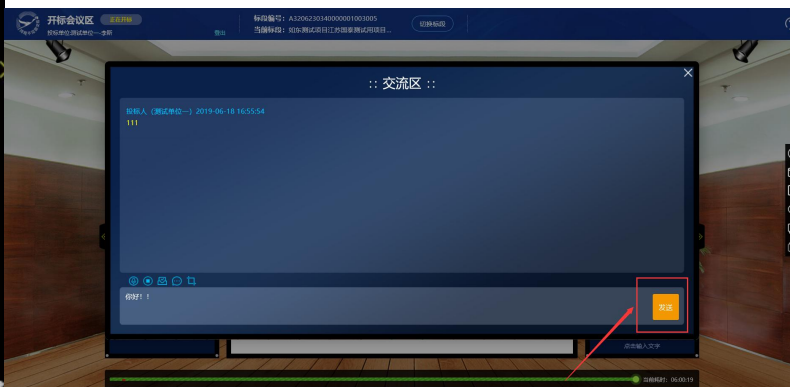 开标会议区 正在开标
投标单位:测试单位一-李昕 登出
标段编号：A3206230340000001003005
当前标段：如东测试项目江苏国泰测试用项目... 切换标段
:: 交流区 ::
投标人（测试单位一）2019-06-18 16:55:54
111
你好！！
发送
点击输入文字
当前耗时：06:00:19